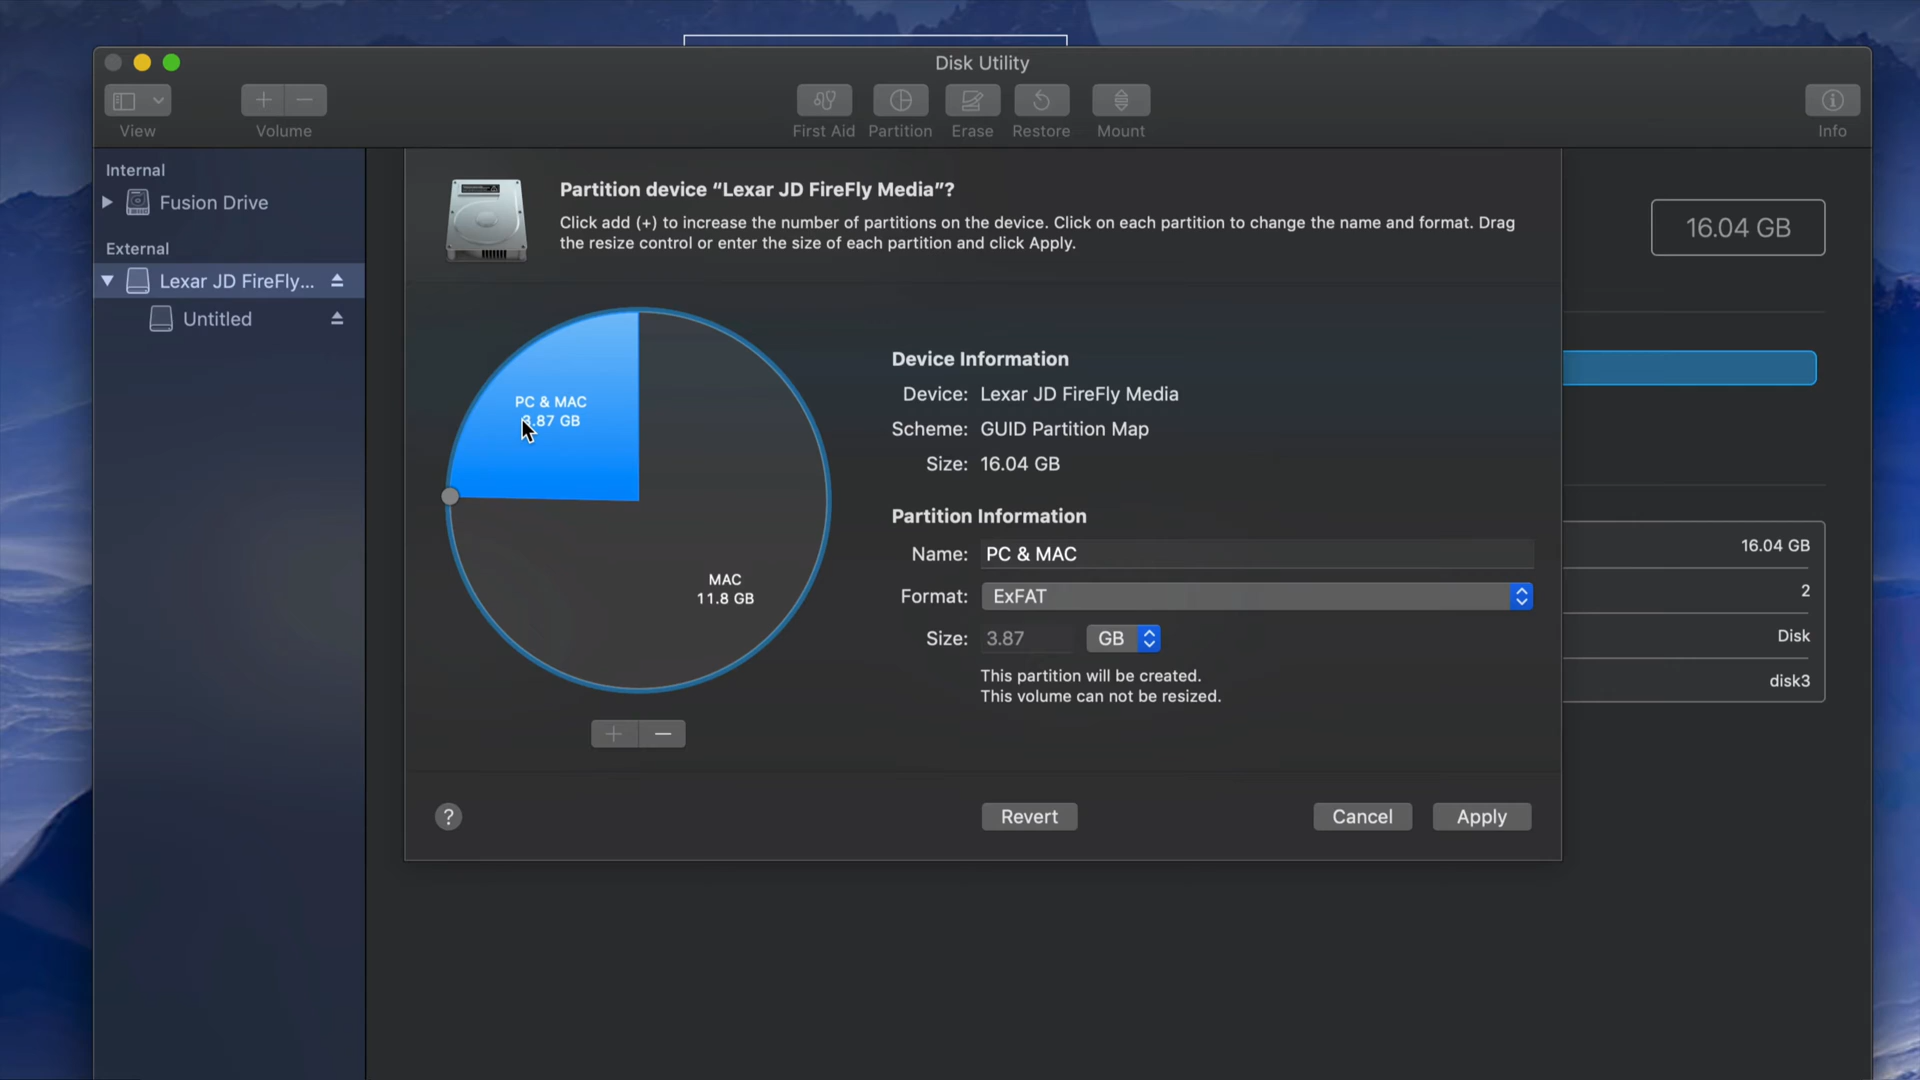 Disk Utility
View
Volume
First Aid
Partition
Erase
Restore
Mount
Info
Internal
Fusion Drive
External
Lexar JD FireFly...
Untitled
Partition device “Lexar JD FireFly Media”?
Click add (+) to increase the number of partitions on the device. Click on each partition to change the name and format. Drag
the resize control or enter the size of each partition and click Apply.
16.04 GB
PC & MAC
3.87 GB
MAC
11.8 GB
Device Information
Device: Lexar JD FireFly Media
Scheme: GUID Partition Map
Size: 16.04 GB
Partition Information
Name: PC & MAC
Format: ExFAT
Size: 3.87 GB
This partition will be created.
This volume can not be resized.
16.04 GB
2
Disk
disk3
?
Revert
Cancel
Apply